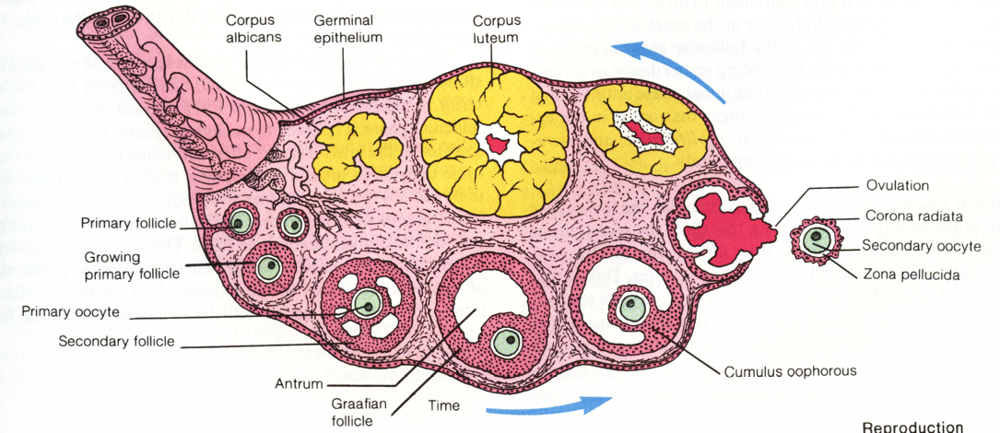 Corpus
albicans
Germinal
epithelium
Corpus
luteum
Ovulation
Corona radiata
Secondary oocyte
Zona pellucida
Primary follicle
Growing
primary follicle
Primary oocyte
Secondary follicle
Antrum
Graafian
follicle
Time
Cumulus oophorous
Reproduction